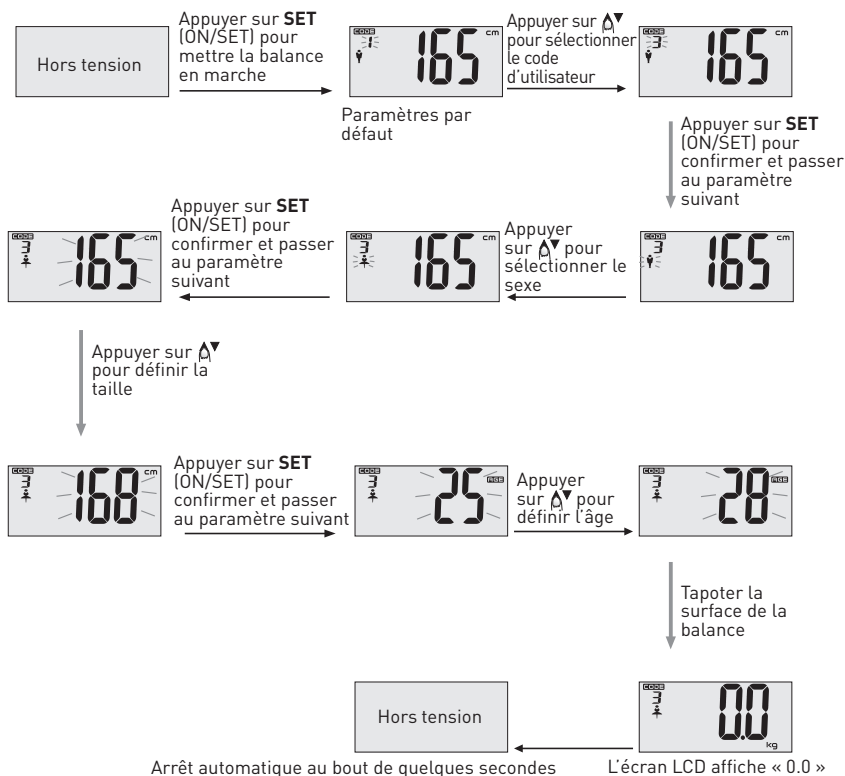 Hors tension
Appuyer sur SET
(ON/SET) pour
mettre la balance
en marche
CODE
1
165 cm
Paramètres par
défaut
Appuyer sur
pour sélectionner
le code
d'utilisateur
CODE
3
165 cm
Appuyer sur SET
(ON/SET) pour
confirmer et passer
au paramètre
suivant
CODE
3
165 cm
Appuyer
sur pour
sélectionner le
sexe
CODE
3
165 cm
Appuyer sur SET
(ON/SET) pour
confirmer et passer
au paramètre
suivant
CODE
3
165 cm
Appuyer sur
pour définir la
taille
CODE
3
168 cm
Appuyer sur SET
(ON/SET) pour
confirmer et passer
au paramètre suivant
CODE
3
25 AGE
Appuyer
sur pour
définir l'âge
CODE
3
28 AGE
Tapoter la
surface de la
balance
CODE
3
0.0
kg
L'écran LCD affiche « 0.0 »
Hors tension
Arrêt automatique au bout de quelques secondes